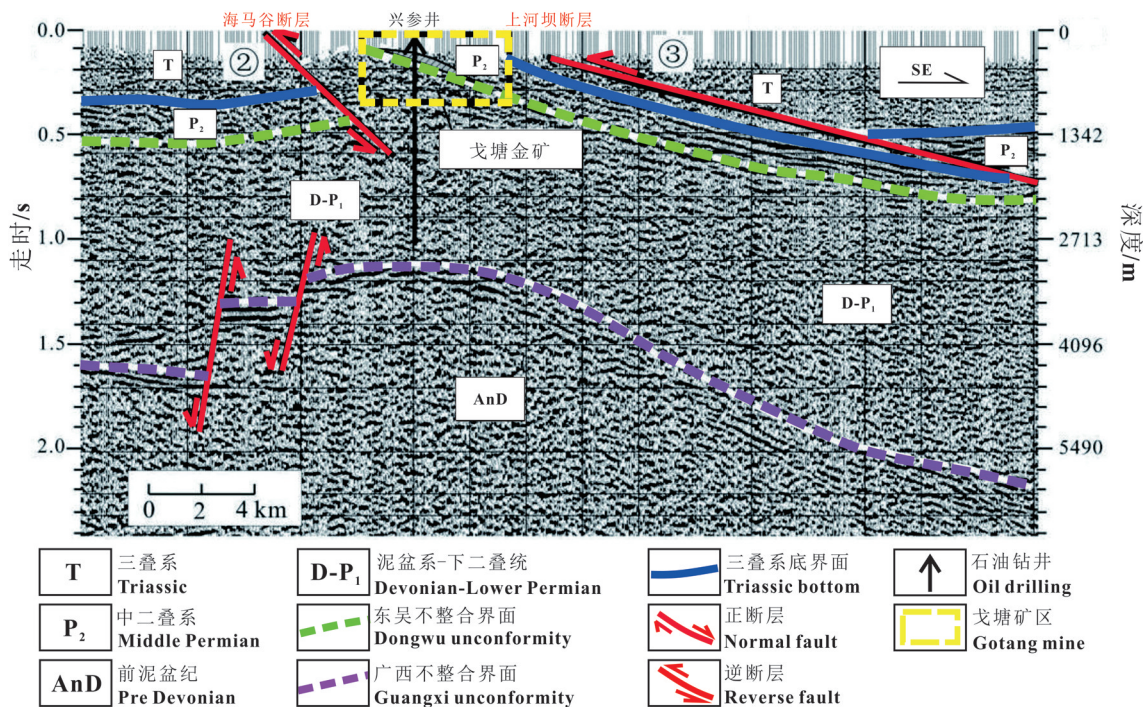 海马谷断层 兴参井 上河坝断层
0.0 0
② P₂ ③
T T SE
P₂
0.5 1342
戈塘金矿 P₂
D-P₁
走时/s 深度/m
1.0 2713
D-P₁
1.5 4096
AnD
2.0 5490
0 2 4 km
T 三叠系 D-P₁ 泥盆系-下二叠统 三叠系底界面 石油钻井
Triassic Devonian-Lower Permian Triassic bottom Oil drilling
P₂ 中二叠系 东吴不整合界面 正断层 戈塘矿区
Middle Permian Dongwu unconformity Normal fault Gotang mine
AnD 前泥盆纪 广西不整合界面 逆断层
Pre Devonian Guangxi unconformity Reverse fault